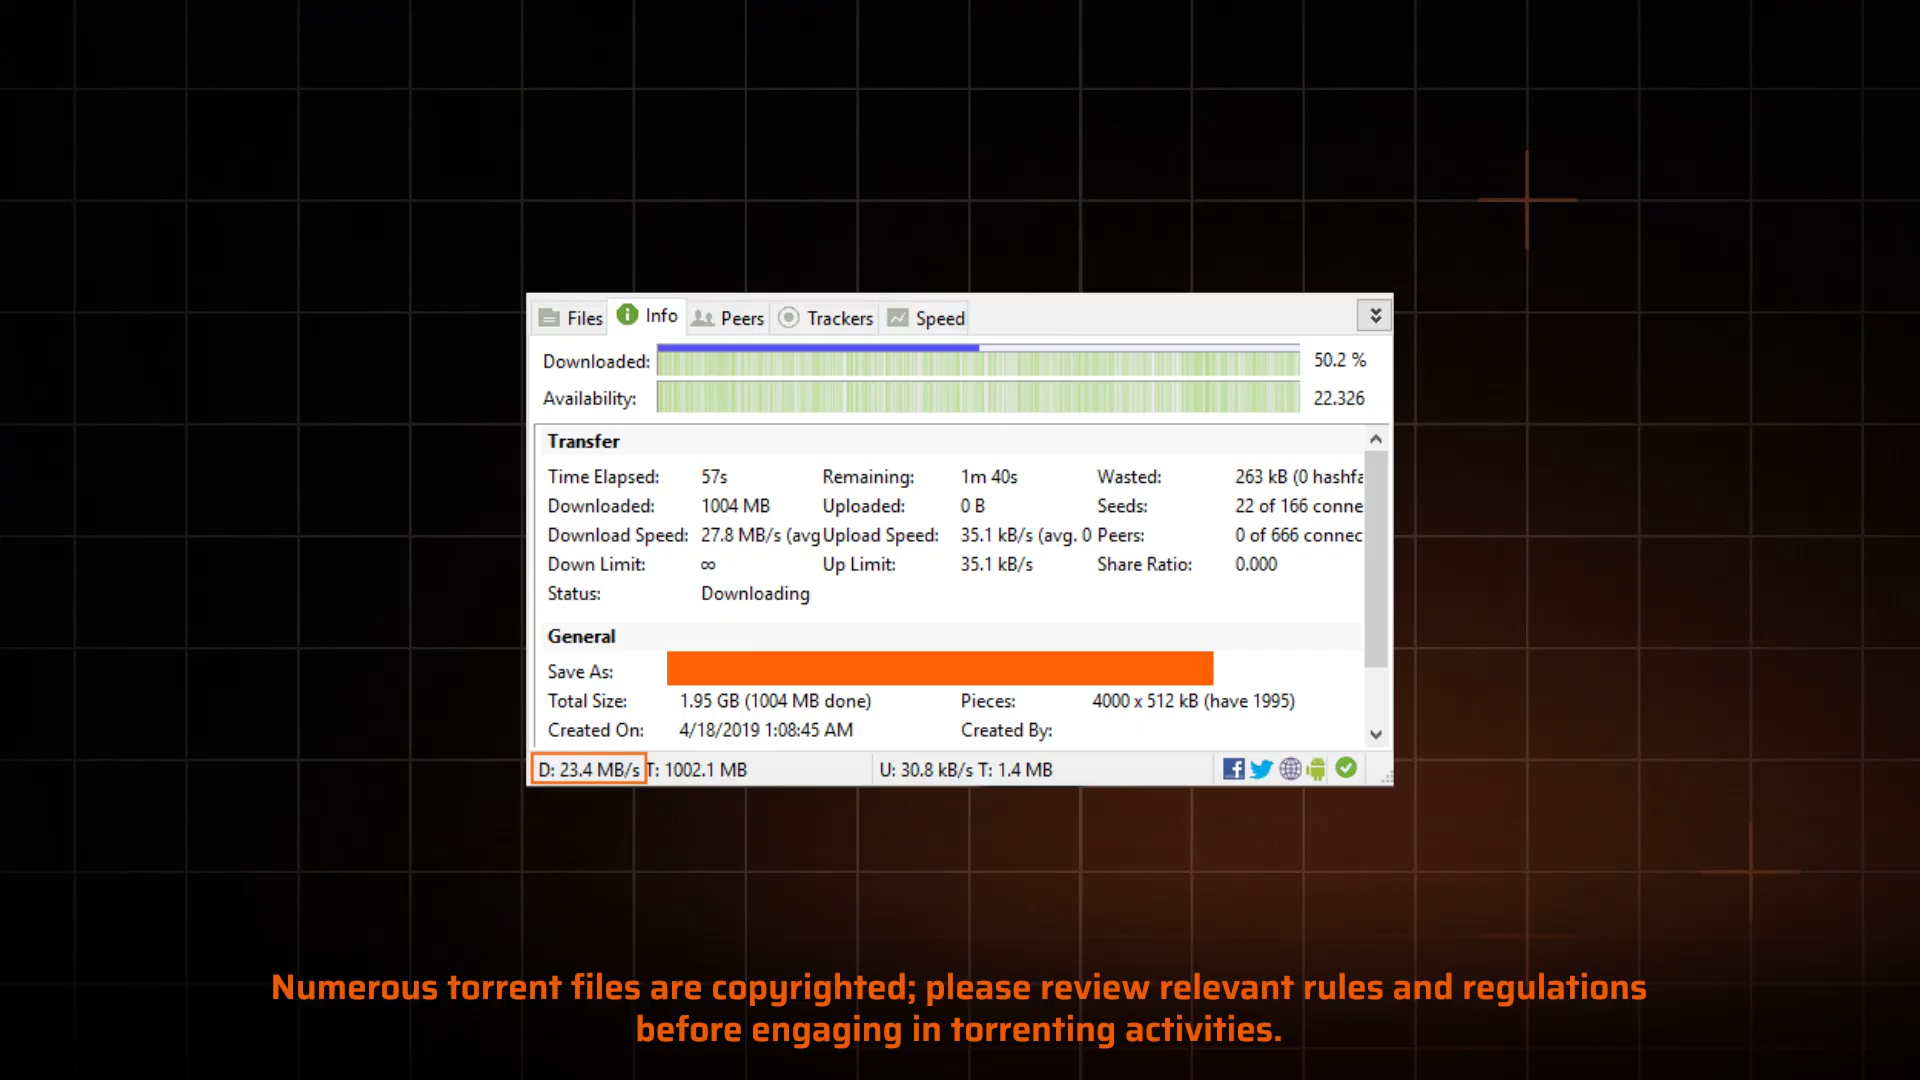 Files Info Peers Trackers Speed
Downloaded: 50.2 %
Availability: 22.326
Transfer
Time Elapsed: 57s Remaining: 1m 40s Wasted: 263 kB (0 hashfa
Downloaded: 1004 MB Uploaded: 0 B Seeds: 22 of 166 conne
Download Speed: 27.8 MB/s (avg Upload Speed: 35.1 kB/s (avg. 0 Peers: 0 of 666 connec
Down Limit: ∞ Up Limit: 35.1 kB/s Share Ratio: 0.000
Status: Downloading
General
Save As:
Total Size: 1.95 GB (1004 MB done) Pieces: 4000 x 512 kB (have 1995)
Created On: 4/18/2019 1:08:45 AM Created By:
D: 23.4 MB/s T: 1002.1 MB U: 30.8 kB/s T: 1.4 MB
Numerous torrent files are copyrighted; please review relevant rules and regulations
before engaging in torrenting activities.